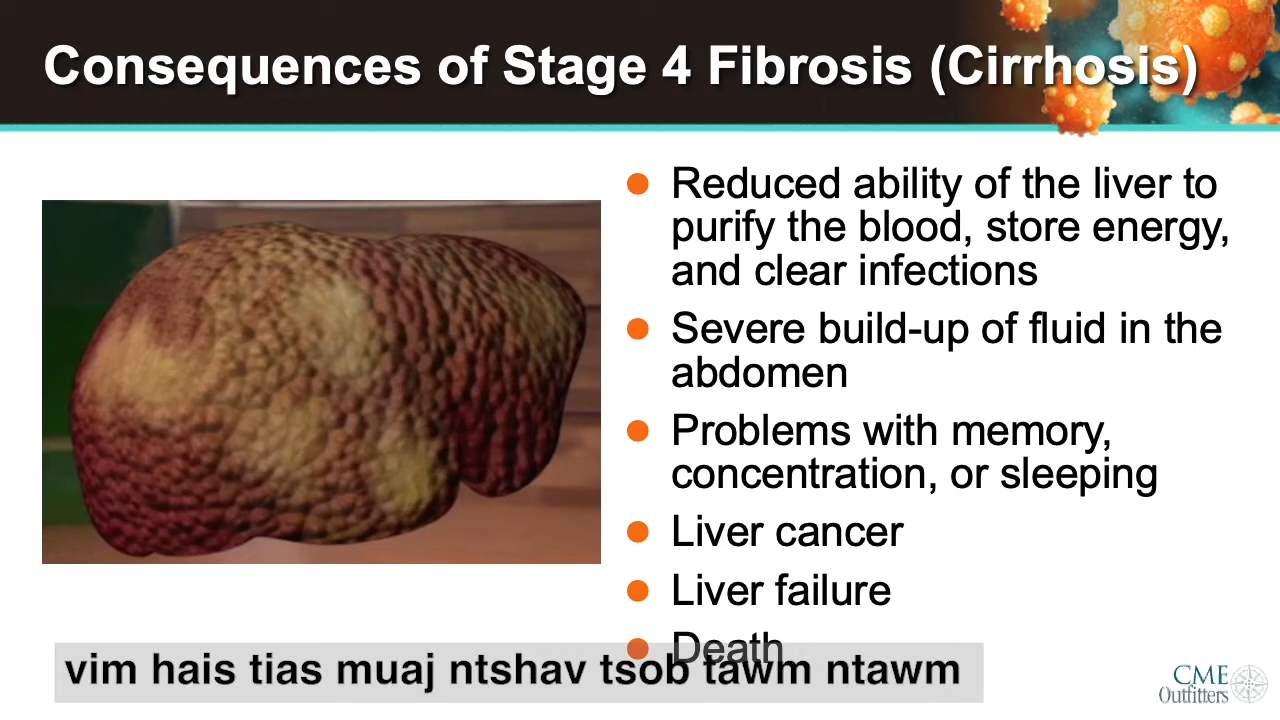 Consequences of Stage 4 Fibrosis (Cirrhosis)
Reduced ability of the liver to
purify the blood, store energy,
and clear infections
Severe build-up of fluid in the
abdomen
Problems with memory,
concentration, or sleeping
Liver cancer
Liver failure
Death
vim hais tias muaj ntshav tsob tawm ntawm
CME
Outfitters